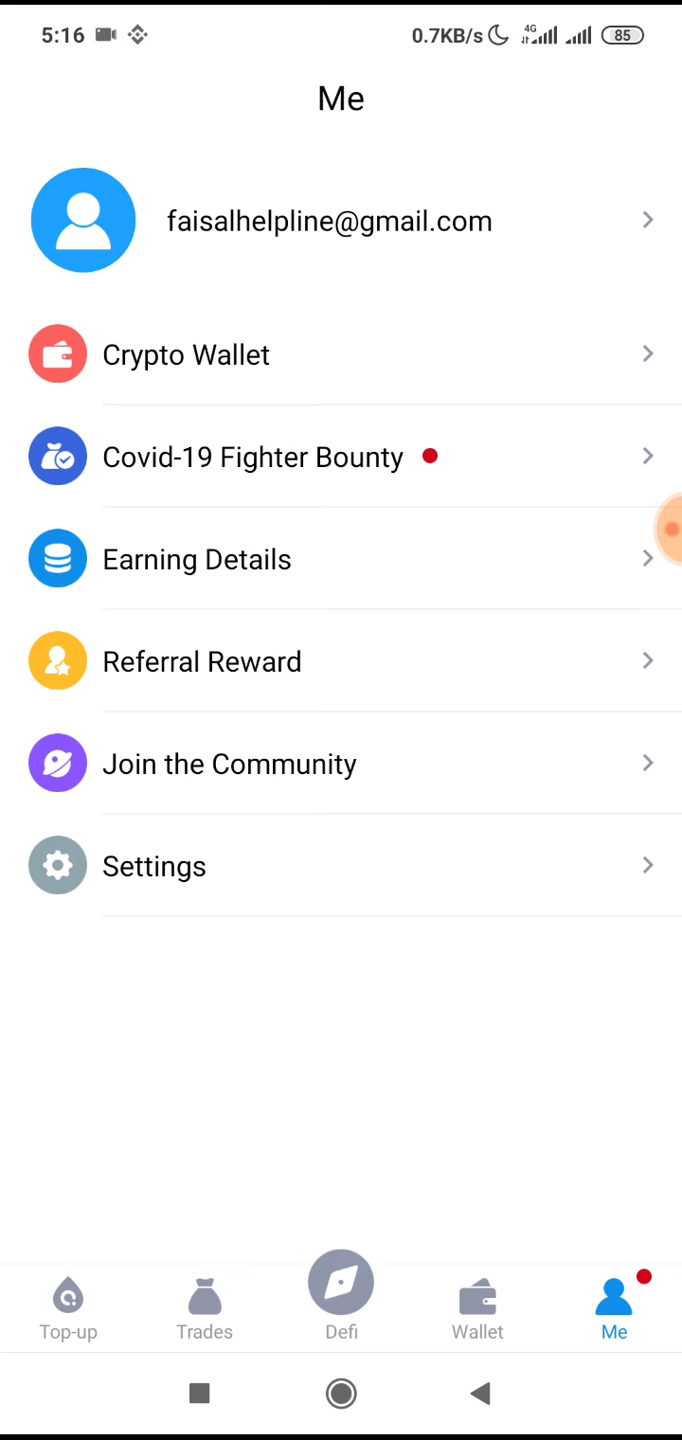 5:16 0.7KB/s 4G 85
Me
faisalhelpline@gmail.com
Crypto Wallet
Covid-19 Fighter Bounty
Earning Details
Referral Reward
Join the Community
Settings
Top-up Trades Defi Wallet Me